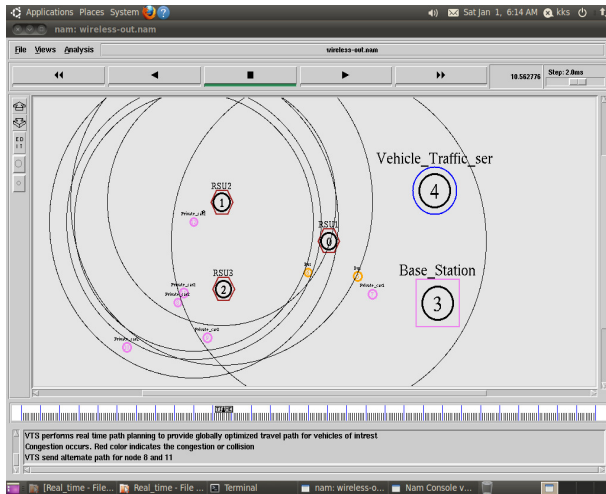 Applications Places System
Sat Jan 1, 6:14 AM
kks
nam: wireless-out.nam
File Views Analysis
wireless-out.nam
10.562776
Step: 2.0ms
ED
IT
Vehicle_Traffic_ser
4
RSU2
1
RSU1
0
Base_Station
3
RSU3
2
Bus
Bus
VTS performs real time path planning to provide globally optimized travel path for vehicles of intrest
Congestion occurs. Red color indicates the congestion or collision
VTS send alternate path for node 8 and 11
[Real_time - File...
Real_time - File ...
Terminal
nam: wireless-o...
Nam Console v...